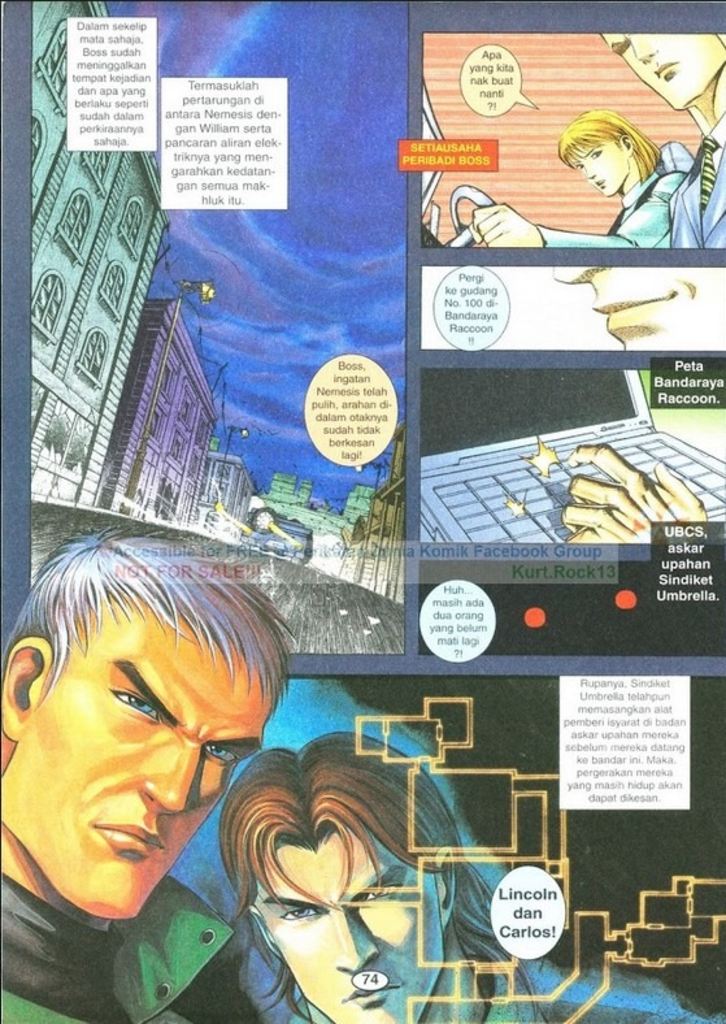 Dalam sekelip
mata sahaja,
Boss sudah
meninggalkan
tempat kejadian
dan apa yang
berlaku seperti
sudah dalam
perkiraannya
sahaja.
Termasuklah
pertarungan di
antara Nemesis den-
gan William serta
pancaran aliran elek-
triknya yang men-
garahkan kedatan-
gan semua mak-
hluk itu.
Boss,
ingatan
Nemesis telah
pulih, arahan di-
dalam otaknya
sudah tidak
berkesan
lagi!
Apa
yang kita
nak buat
nanti
?!
SETIAUSAHA
PERIBADI BOSS
Pergi
ke gudang
No. 100 di-
Bandaraya
Raccoon
!!
Peta
Bandaraya
Raccoon.
UBCS,
askar
upahan
Sindiket
Umbrella.
Huh...
masih ada
dua orang
yang belum
mati lagi
?!
Accessible for FREE @ Peminat Dunia Komik Facebook Group
NOT FOR SALE!!!
Kurt.Rock13
Rupanya, Sindiket
Umbrella telahpun
memasangkan alat
pemberi isyarat di badan
askar upahan mereka
sebelum mereka datang
ke bandar ini. Maka,
pergerakan mereka
yang masih hidup akan
dapat dikesan.
Lincoln
dan
Carlos!
74